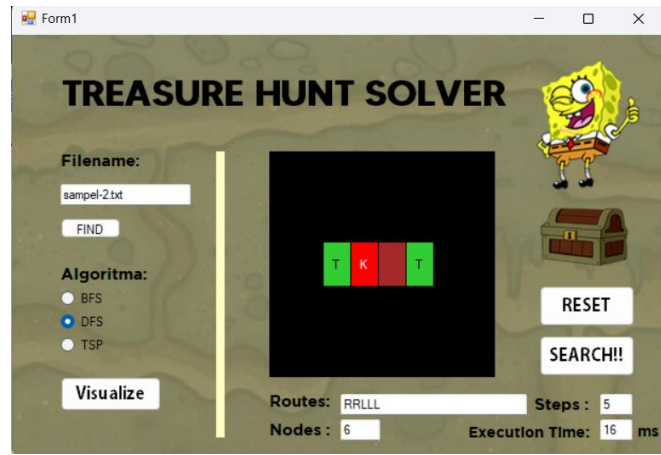 Form1
TREASURE HUNT SOLVER
Filename:
sampel-2.txt
FIND
Algoritma:
BFS
DFS
TSP
Visualize
T K T
RESET
SEARCH!!
Routes: RRLLL Steps : 5
Nodes : 6 Execution Time: 16 ms